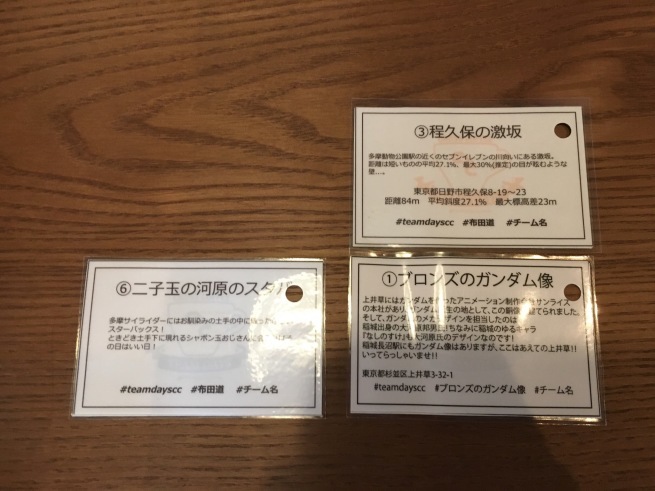 ③程久保の激坂
多摩動物公園駅の近くのセブンイレブンの川向いにある激坂。
距離は短いものの平均27.1%、最大30%(推定)の目が眩むような
壁…。
東京都日野市程久保8-19～23
距離84m 平均斜度27.1% 最大標高差23m
#teamdayscc #布田道 #チーム名
⑥二子玉の河原のスタバ
多摩サイライダーにはお馴染みの土手の中に
スターバックス！
ときどき土手下に現れるシャボン玉おじさんに
の日はいい日！
#teamdayscc #布田道 #チーム名
①ブロンズのガンダム像
上井草にはガンダムを作ったアニメーション制作会社サンライズ
の本社があり、ガンダム誕生の地として、この銅像が建てられました。
そして、ガンダムのメカデザインを担当したのは
稲城出身の大河原邦男氏！ちなみに稲城のゆるキャラ
「なしのすけ」も大河原氏のデザインなのです！
稲城長沼駅にもガンダム像はありますが、ここはあえての上井草！！
いってらっしゃいませ!!
東京都杉並区上井草3-32-1
#teamdayscc #ブロンズのガンダム像 #チーム名